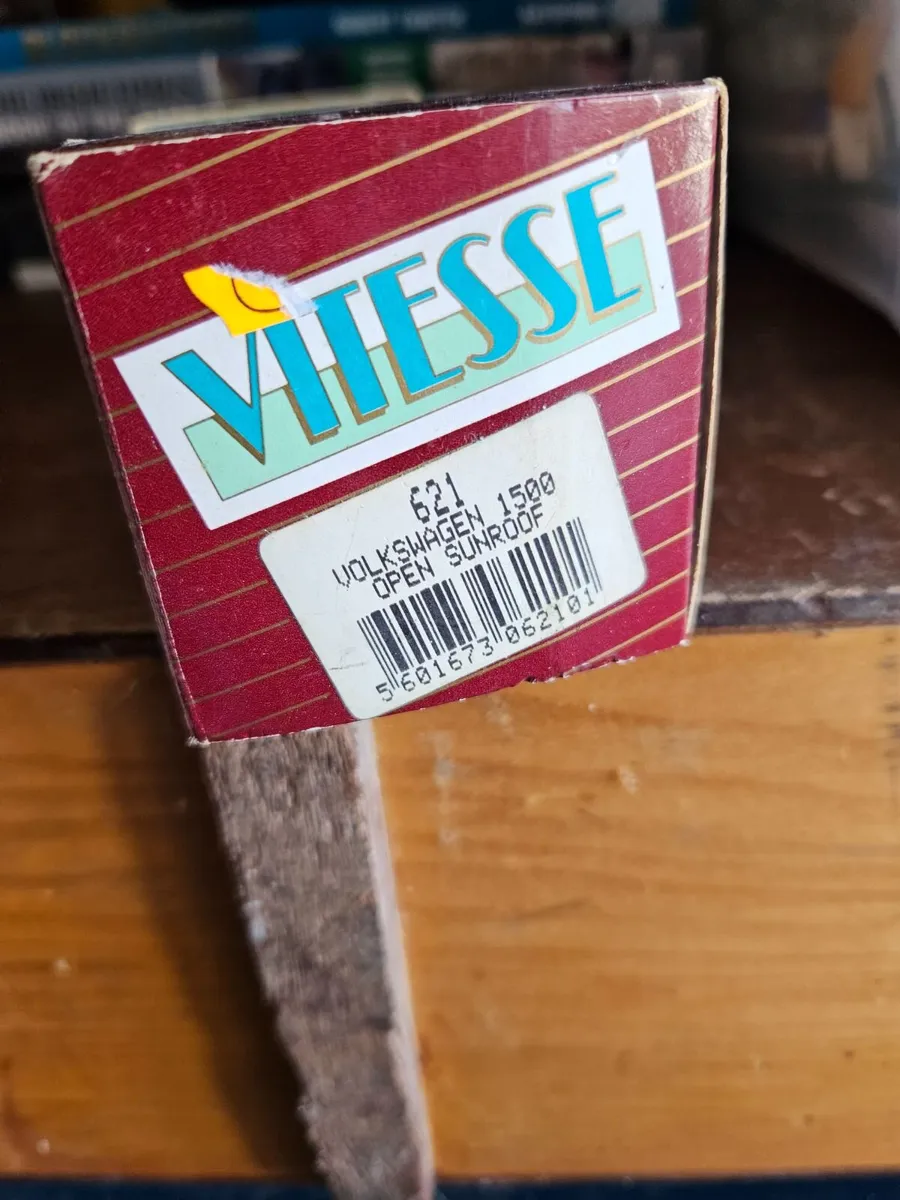 VITESSE
621
VOLKSWAGEN 1500
OPEN SUNROOF
5 601673 062101